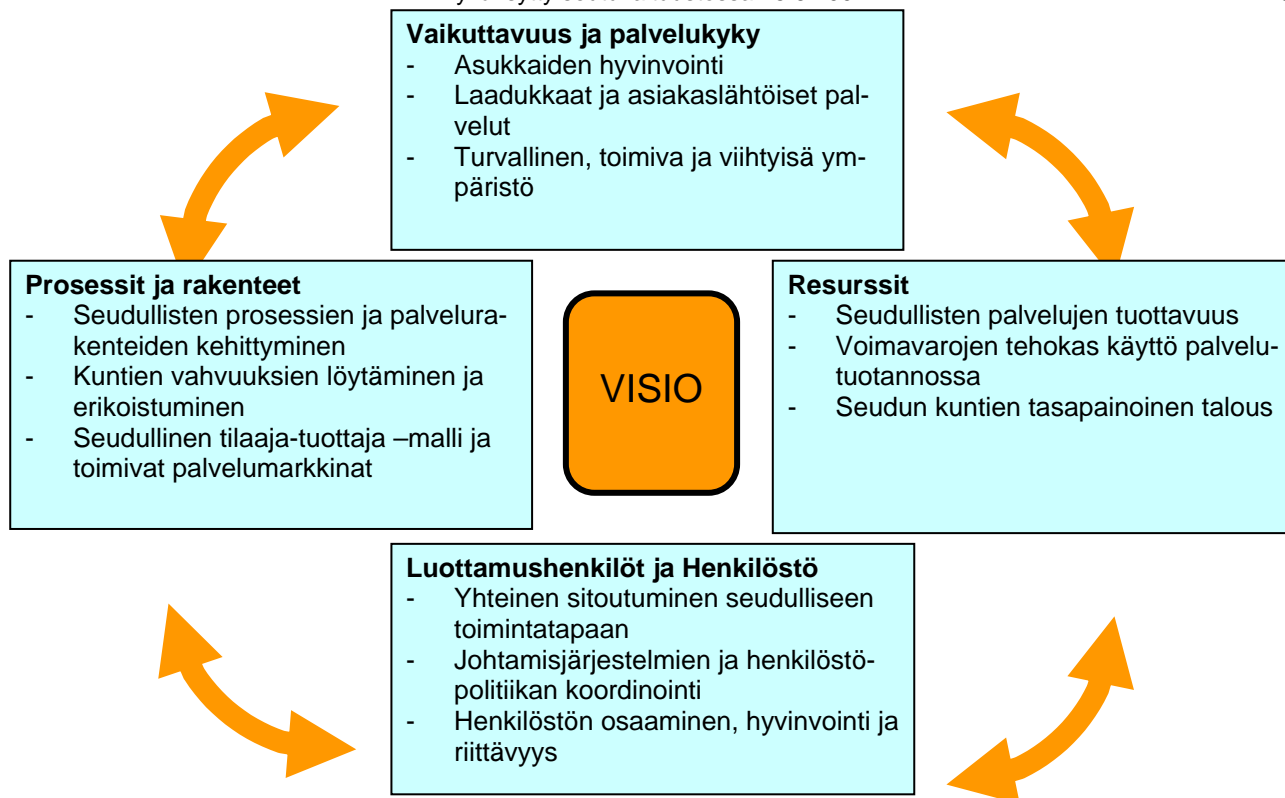 Vaikuttavuus ja palvelukyky
- Asukkaiden hyvinvointi
- Laadukkaat ja asiakaslähtöiset pal-
velut
- Turvallinen, toimiva ja viihtyisä ym-
päristö
Prosessit ja rakenteet
- Seudullisten prosessien ja palvelura-
kenteiden kehittyminen
- Kuntien vahvuuksien löytäminen ja
erikoistuminen
- Seudullinen tilaaja-tuottaja –malli ja
toimivat palvelumarkkinat
VISIO
Resurssit
- Seudullisten palvelujen tuottavuus
- Voimavarojen tehokas käyttö palvelu-
tuotannossa
- Seudun kuntien tasapainoinen talous
Luottamushenkilöt ja Henkilöstö
- Yhteinen sitoutuminen seudulliseen
toimintatapaan
- Johtamisjärjestelmien ja henkilöstö-
politiikan koordinointi
- Henkilöstön osaaminen, hyvinvointi ja
riittävyys